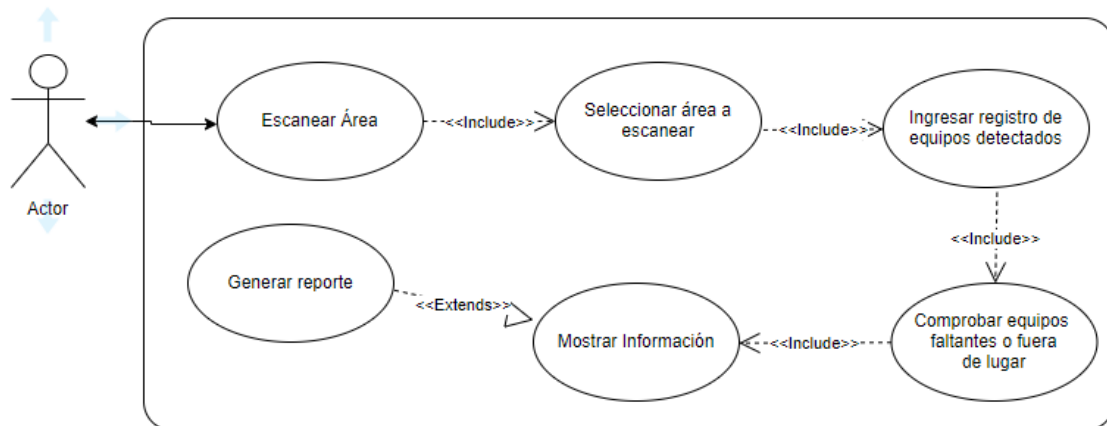 Actor
Escanear Área
<<Include>>
Seleccionar área a
escanear
<<Include>>
Ingresar registro de
equipos detectados
<<Include>>
Generar reporte
<<Extends>>
Mostrar Información
<<Include>>
Comprobar equipos
faltantes o fuera
de lugar